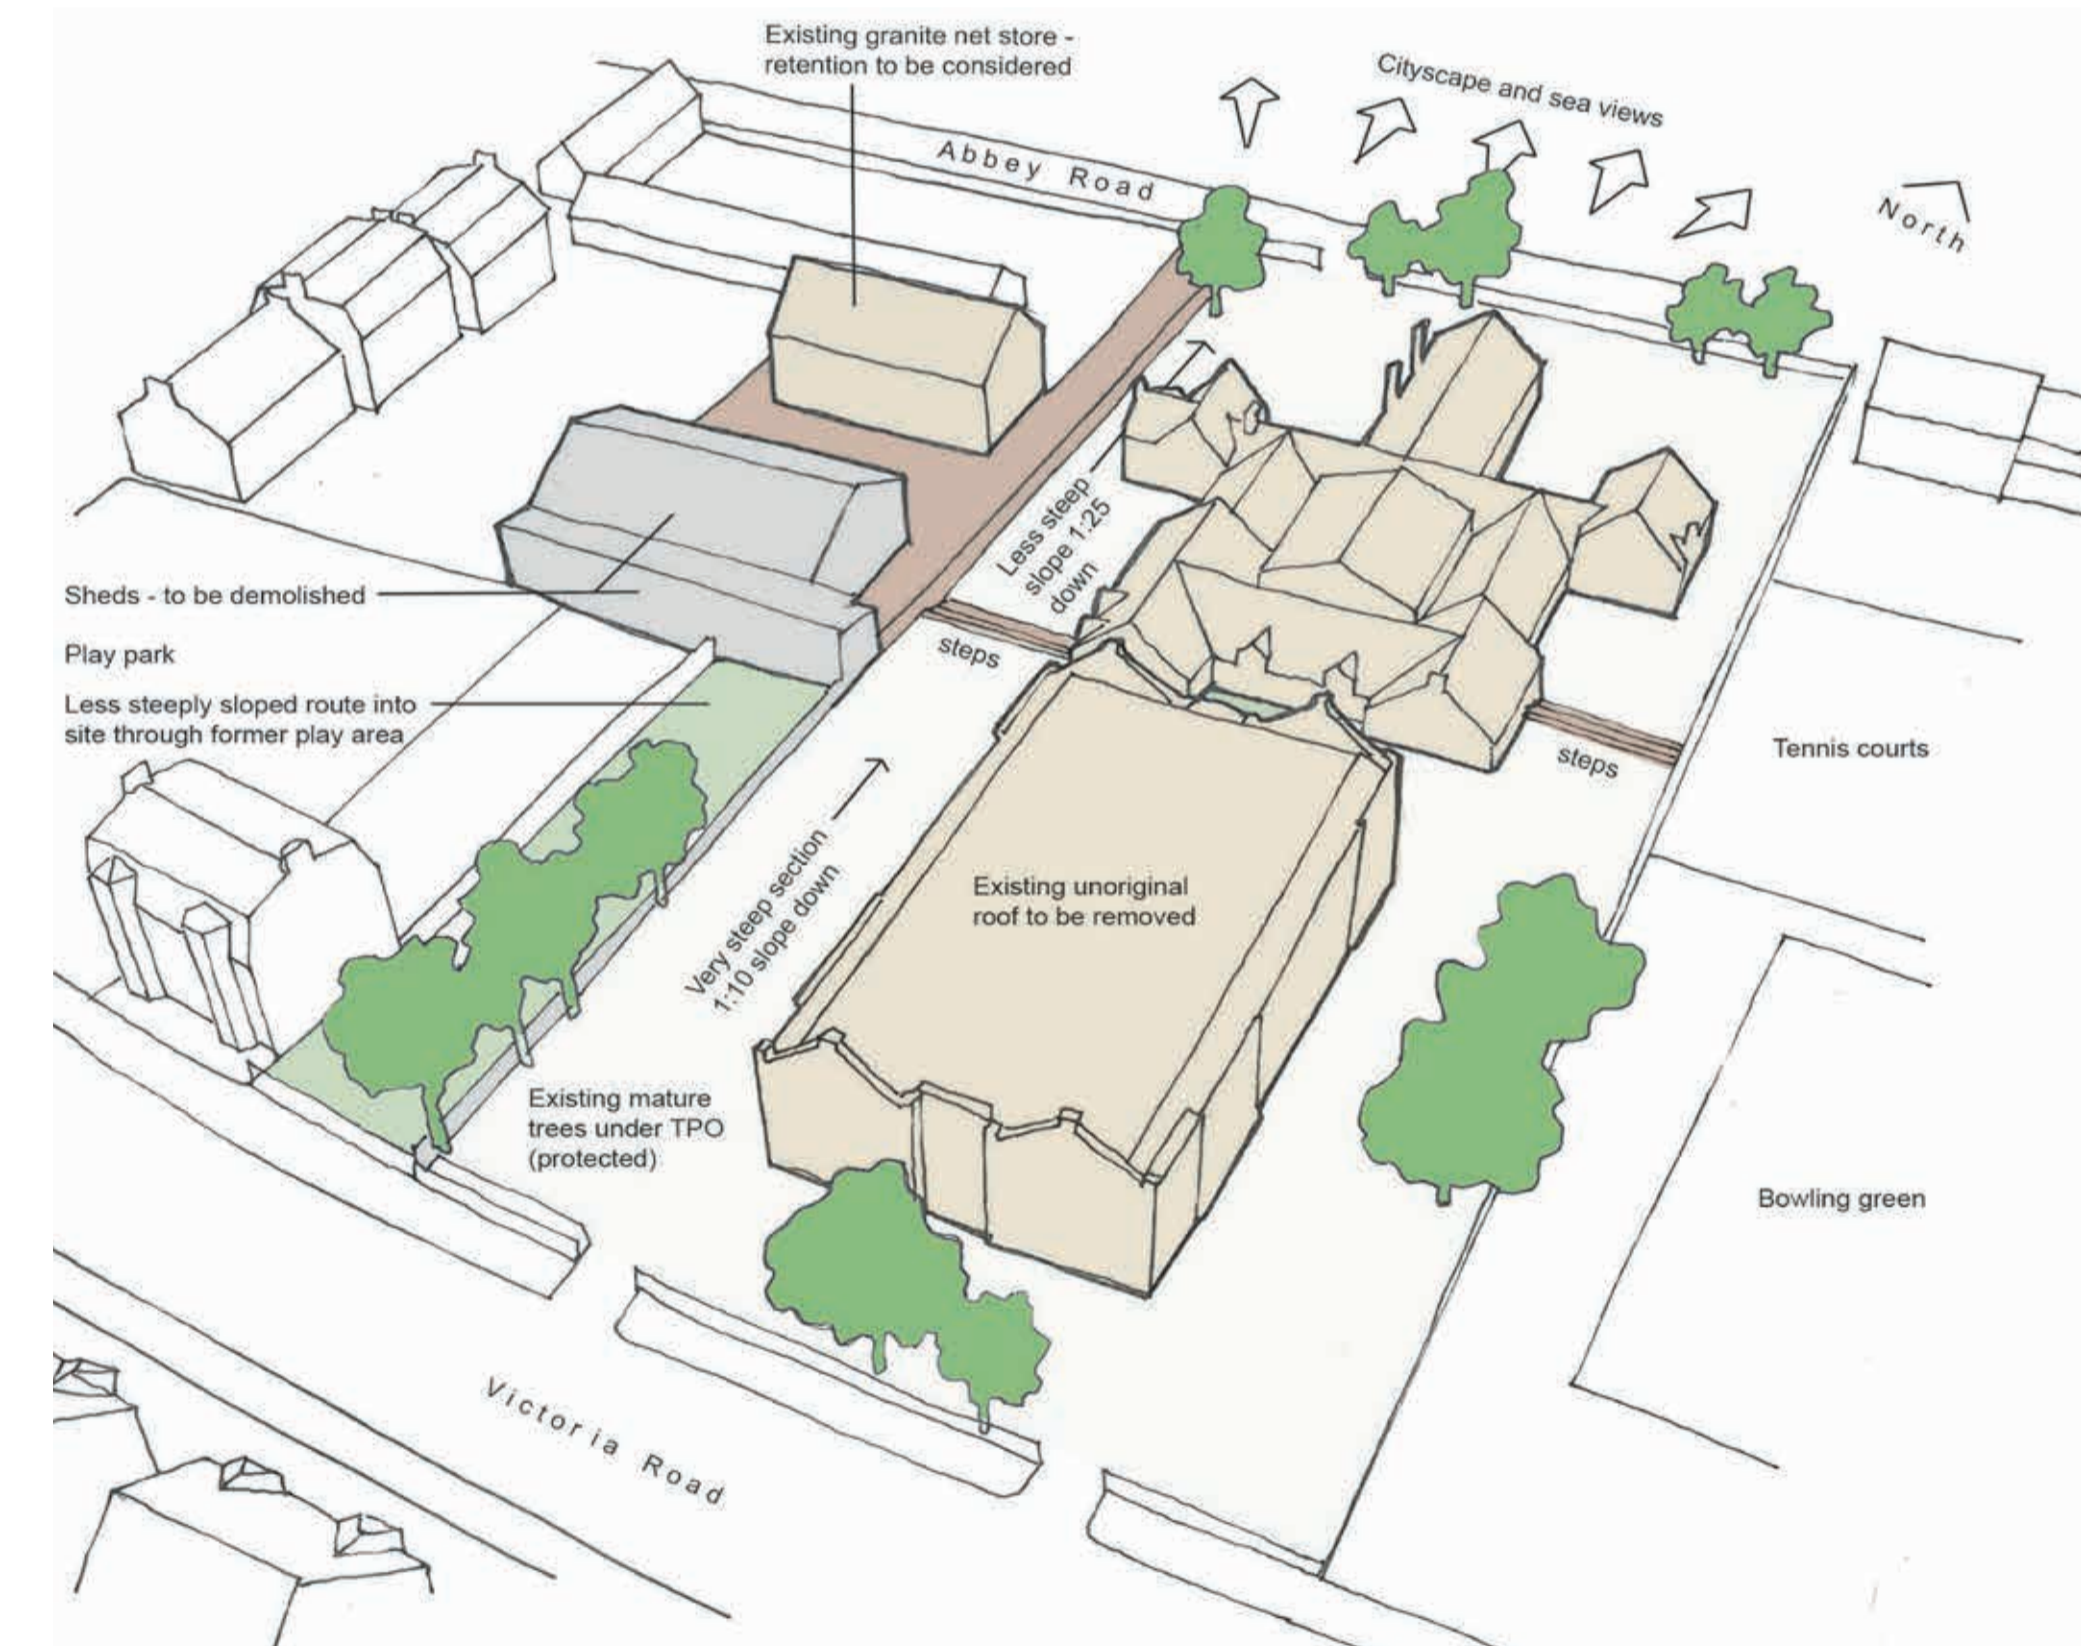 Existing granite net store -
retention to be considered
Cityscape and sea views
Abbey Road
North
Less steep
slope 1:25
down
Sheds - to be demolished
steps
Play park
Less steeply sloped route into
site through former play area
steps
Tennis courts
Very steep section
1:10 slope down
Existing unoriginal
roof to be removed
Existing mature
trees under TPO
(protected)
Bowling green
Victoria Road